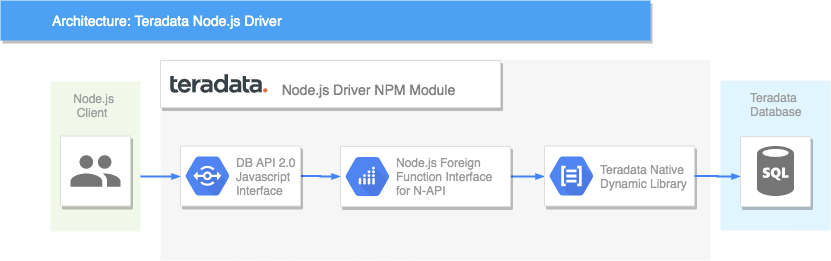 Architecture: Teradata Node.js Driver
teradata.
Node.js Driver NPM Module
Node.js
Client
Teradata
Database
DB API 2.0
Javascript
Interface
Node.js Foreign
Function Interface
for N-API
Teradata Native
Dynamic Library
SQL